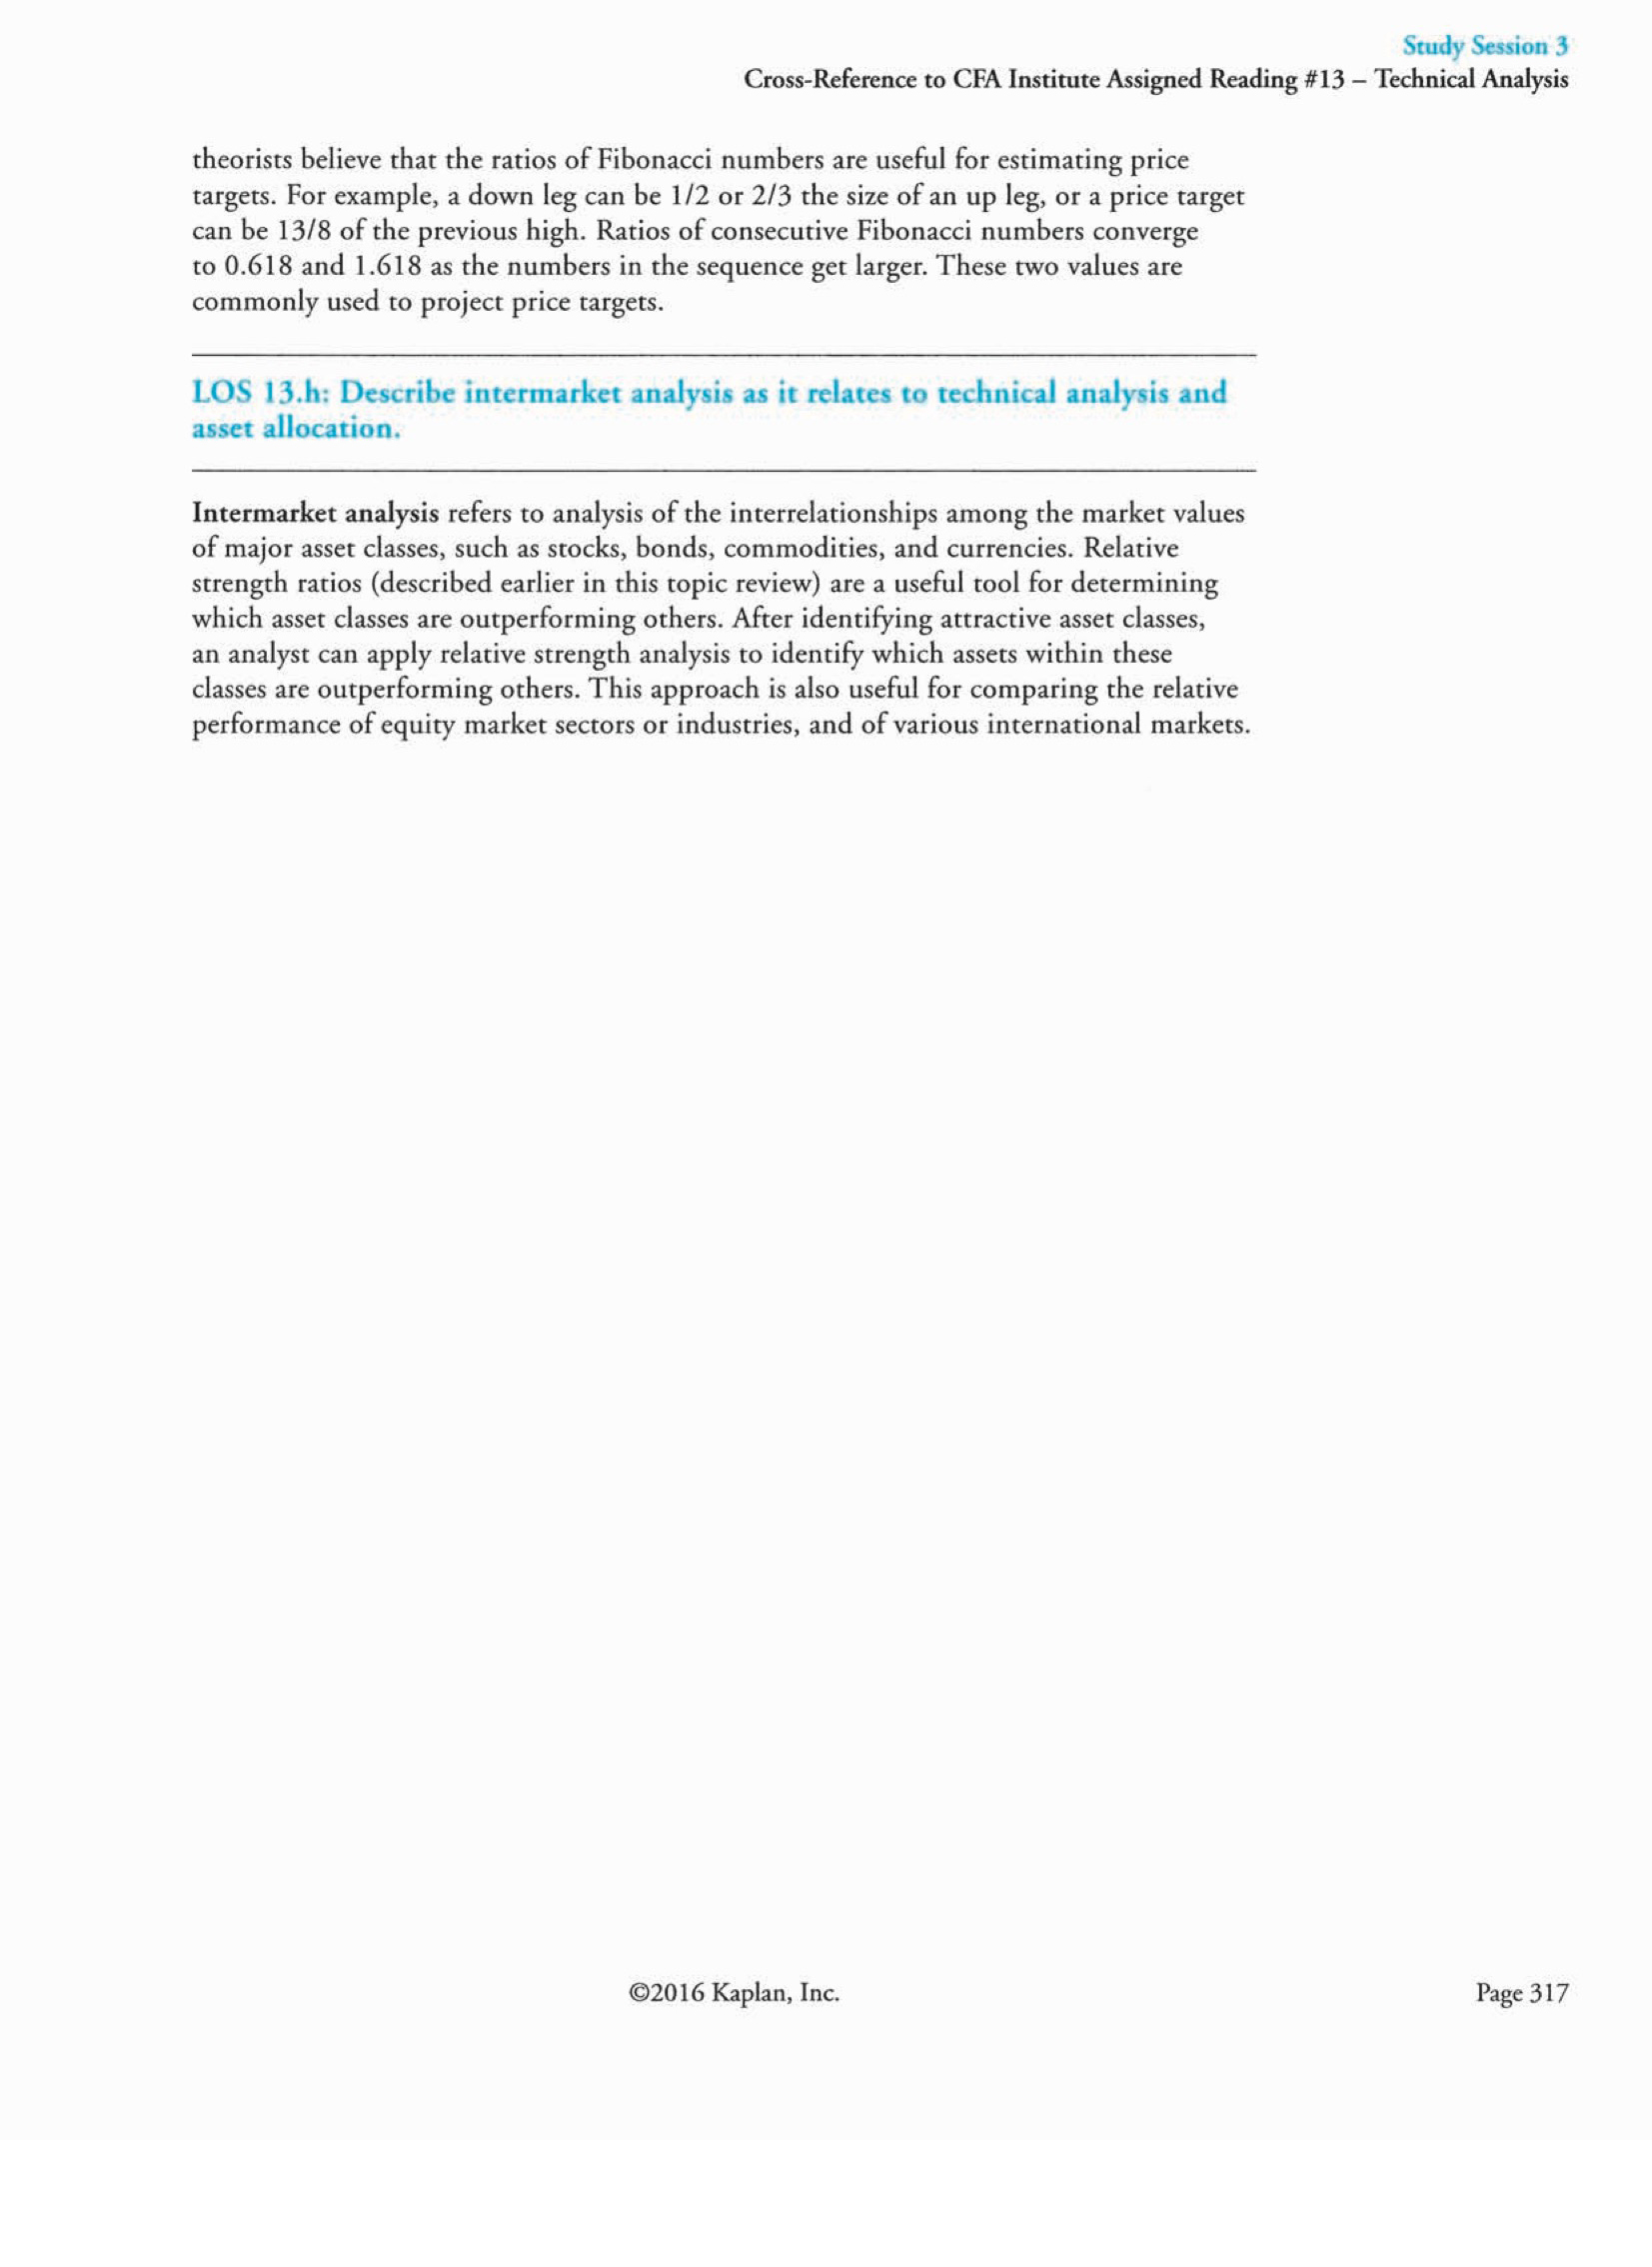 Study Session 3
Cross-Reference to CFA Institute Assigned Reading #13 – Technical Analysis
theorists believe that the ratios of Fibonacci numbers are useful for estimating price
targets. For example, a down leg can be 1/2 or 2/3 the size of an up leg, or a price target
can be 13/8 of the previous high. Ratios of consecutive Fibonacci numbers converge
to 0.618 and 1.618 as the numbers in the sequence get larger. These two values are
commonly used to project price targets.
LOS 13.h: Describe intermarket analysis as it relates to technical analysis and
asset allocation.
Intermarket analysis refers to analysis of the interrelationships among the market values
of major asset classes, such as stocks, bonds, commodities, and currencies. Relative
strength ratios (described earlier in this topic review) are a useful tool for determining
which asset classes are outperforming others. After identifying attractive asset classes,
an analyst can apply relative strength analysis to identify which assets within these
classes are outperforming others. This approach is also useful for comparing the relative
performance of equity market sectors or industries, and of various international markets.
©2016 Kaplan, Inc.
Page 317